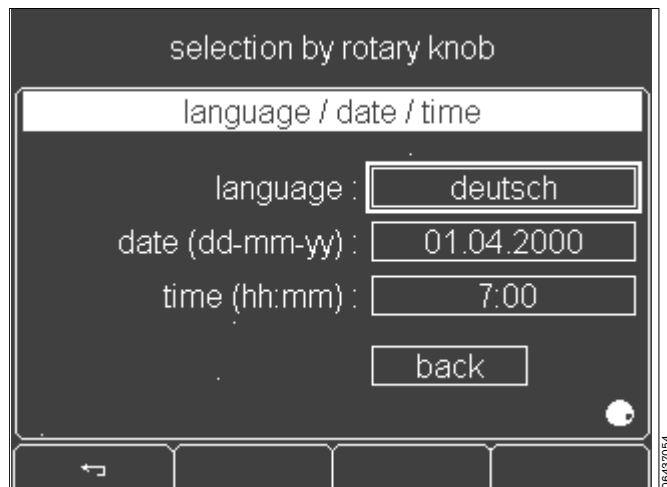 selection by rotary knob
language / date / time
language : deutsch
date (dd-mm-yy) : 01.04.2000
time (hh:mm) : 7:00
back